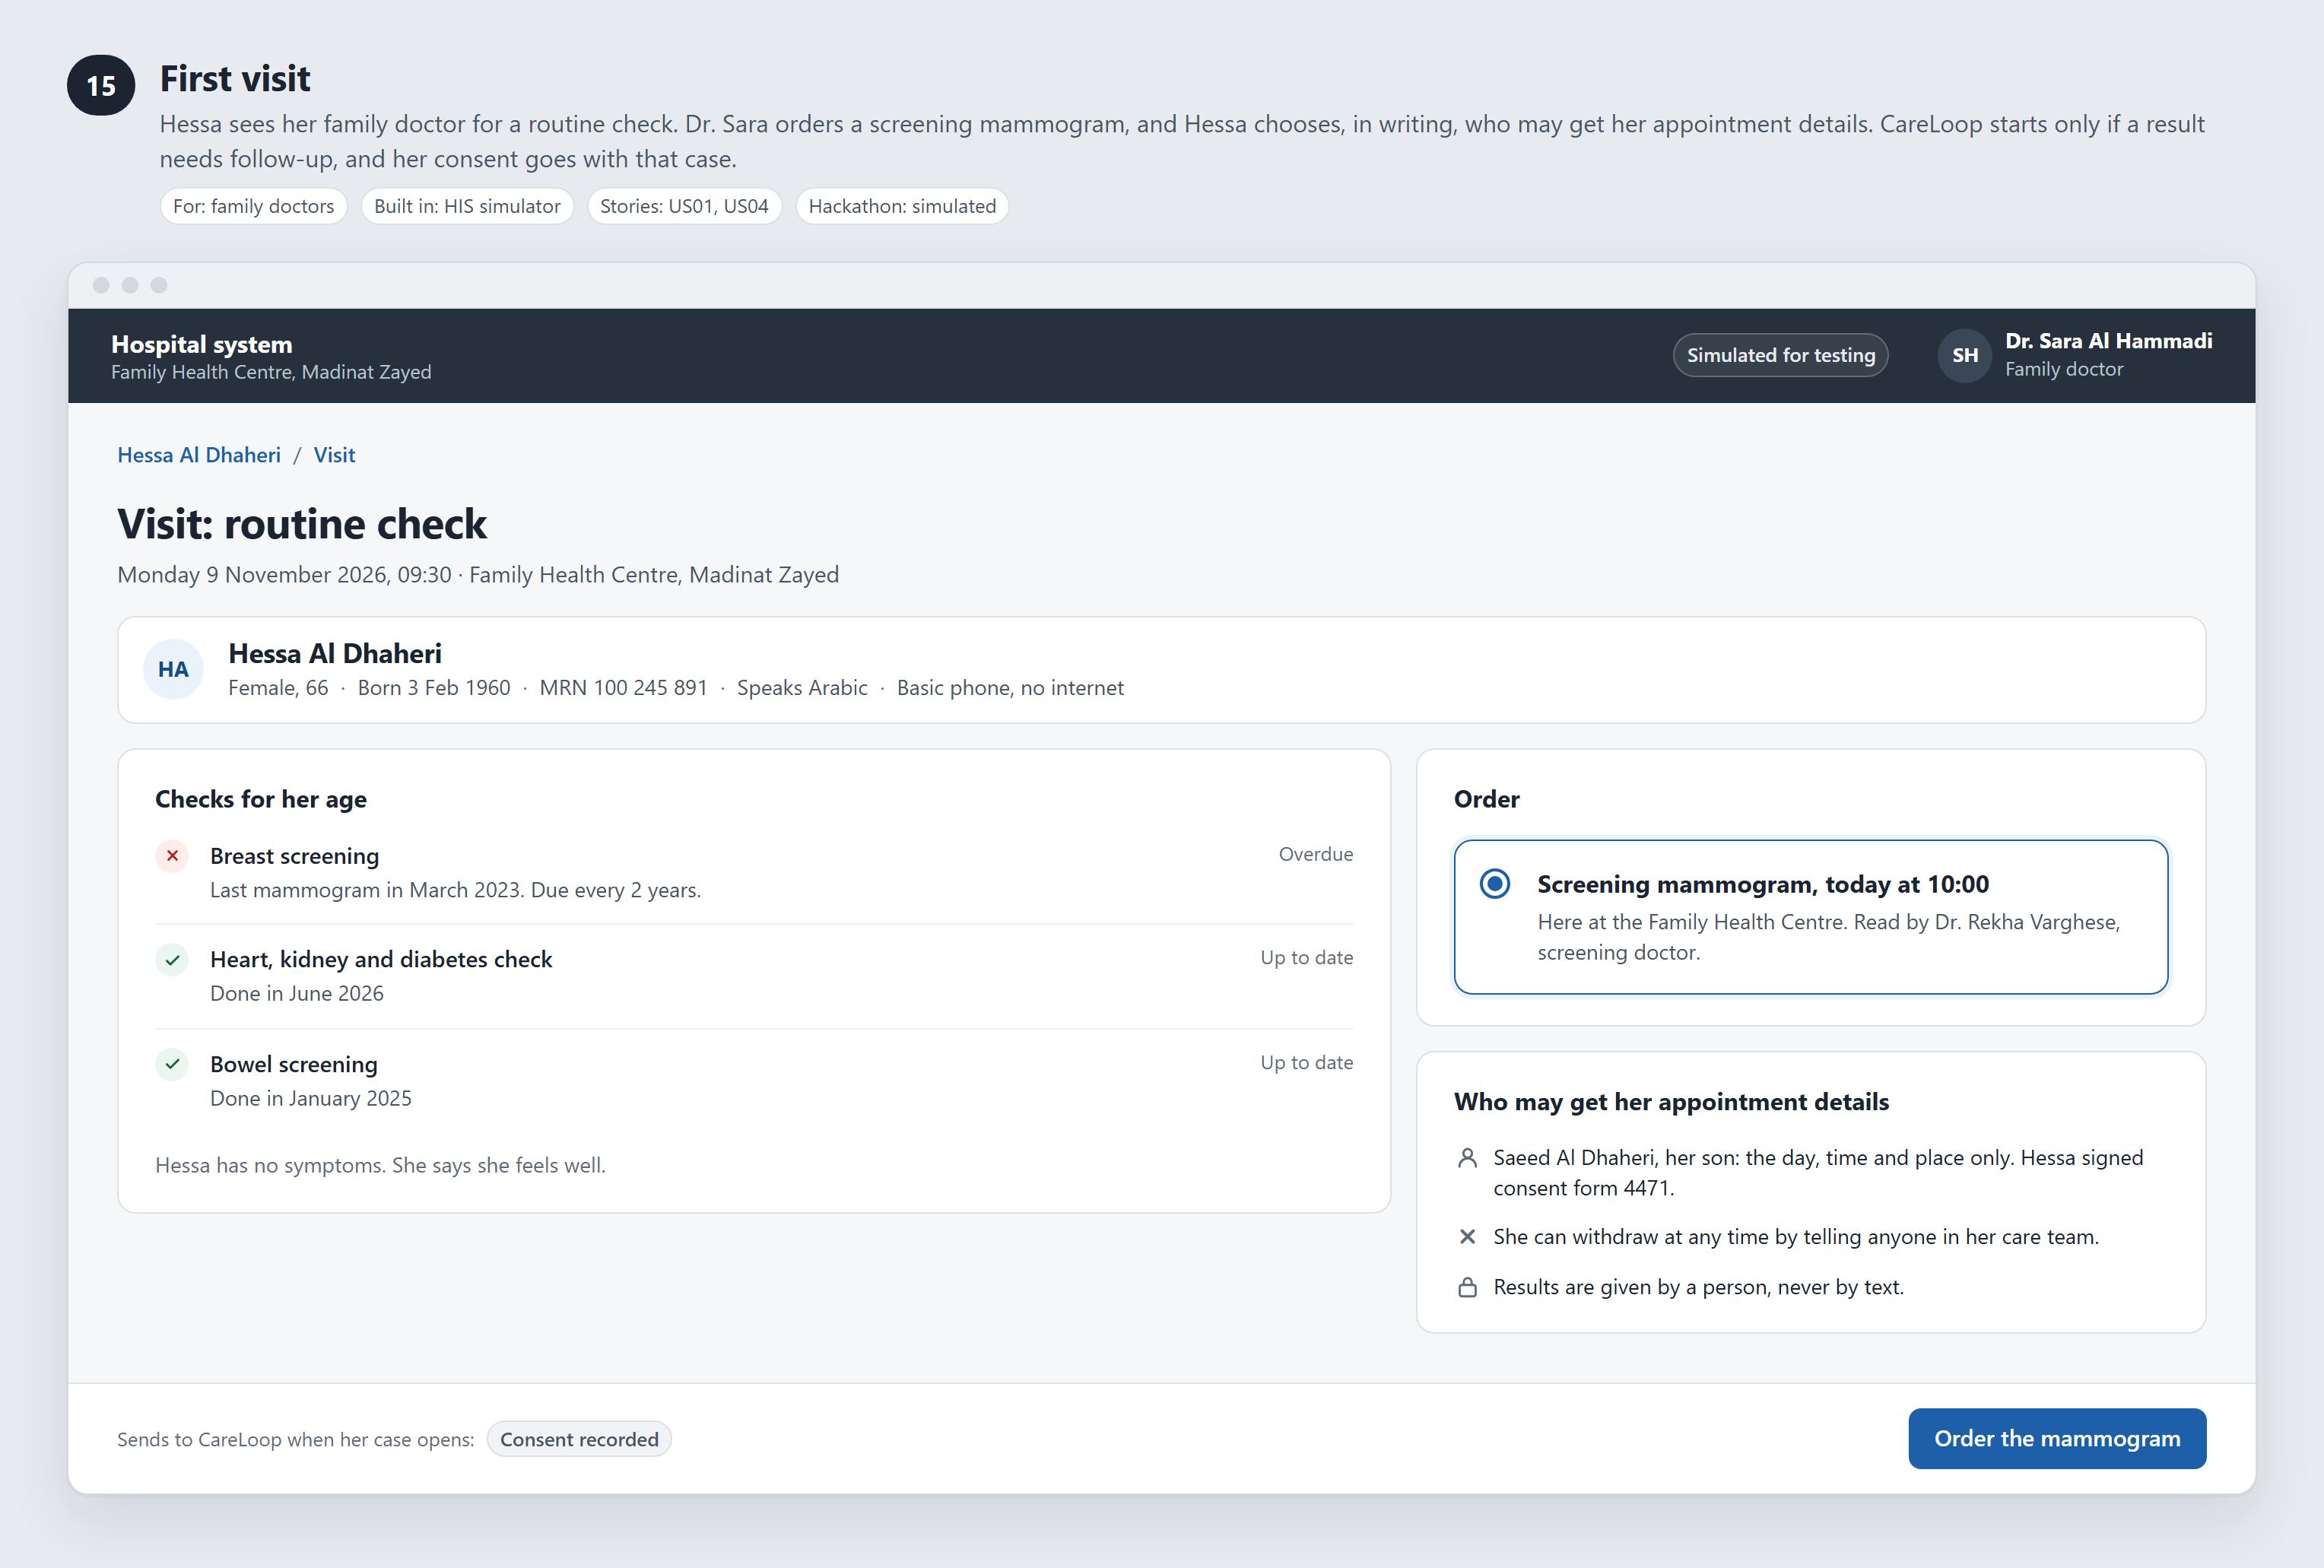 15
First visit
Hessa sees her family doctor for a routine check. Dr. Sara orders a screening mammogram, and Hessa chooses, in writing, who may get her appointment details. CareLoop starts only if a result
needs follow-up, and her consent goes with that case.
For: family doctors
Built in: HIS simulator
Stories: US01, US04
Hackathon: simulated
Hospital system
Family Health Centre, Madinat Zayed
Simulated for testing
SH
Dr. Sara Al Hammadi
Family doctor
Hessa Al Dhaheri / Visit
Visit: routine check
Monday 9 November 2026, 09:30 · Family Health Centre, Madinat Zayed
HA
Hessa Al Dhaheri
Female, 66 · Born 3 Feb 1960 · MRN 100 245 891 · Speaks Arabic · Basic phone, no internet
Checks for her age
Breast screening
Overdue
Last mammogram in March 2023. Due every 2 years.
Heart, kidney and diabetes check
Up to date
Done in June 2026
Bowel screening
Up to date
Done in January 2025
Hessa has no symptoms. She says she feels well.
Order
Screening mammogram, today at 10:00
Here at the Family Health Centre. Read by Dr. Rekha Varghese,
screening doctor.
Who may get her appointment details
Saeed Al Dhaheri, her son: the day, time and place only. Hessa signed
consent form 4471.
She can withdraw at any time by telling anyone in her care team.
Results are given by a person, never by text.
Sends to CareLoop when her case opens:
Consent recorded
Order the mammogram